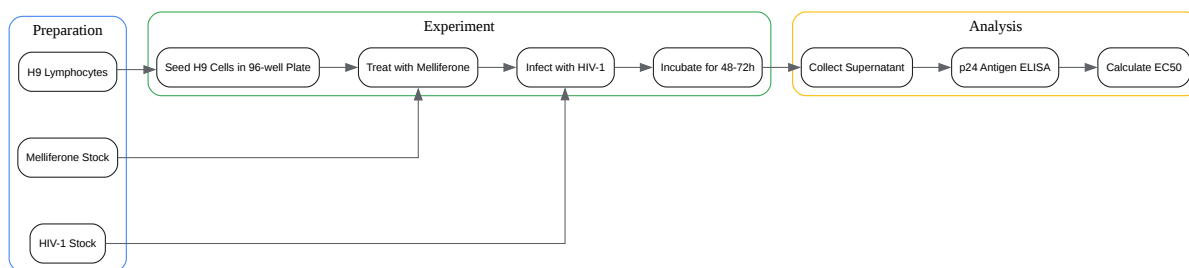 Preparation
H9 Lymphocytes
Melliferone Stock
HIV-1 Stock
Experiment
Seed H9 Cells in 96-well Plate
Treat with Melliferone
Infect with HIV-1
Incubate for 48-72h
Analysis
Collect Supernatant
p24 Antigen ELISA
Calculate EC50